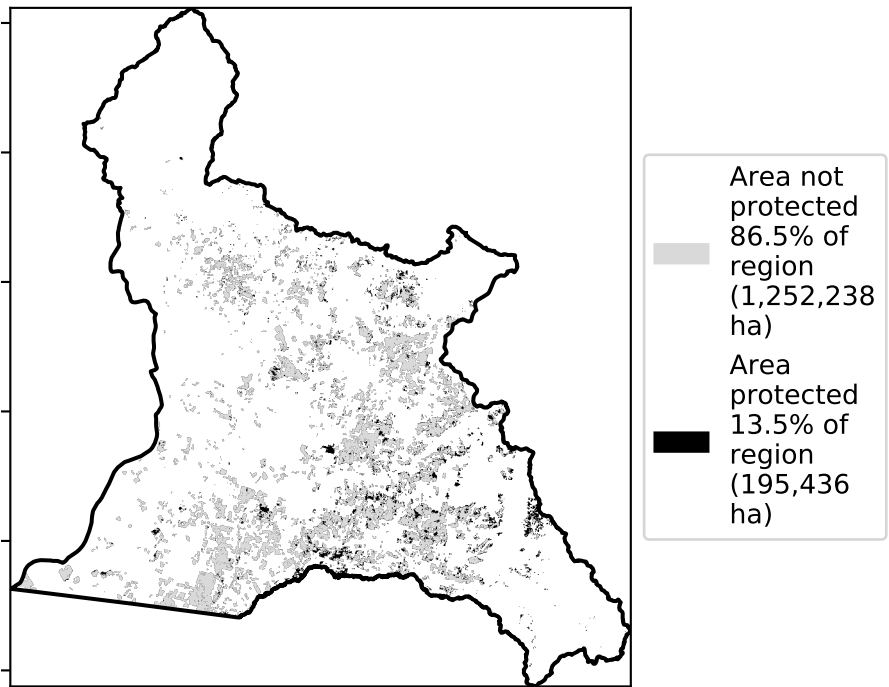 Area not
protected
86.5% of
region
(1,252,238
ha)
Area
protected
13.5% of
region
(195,436
ha)